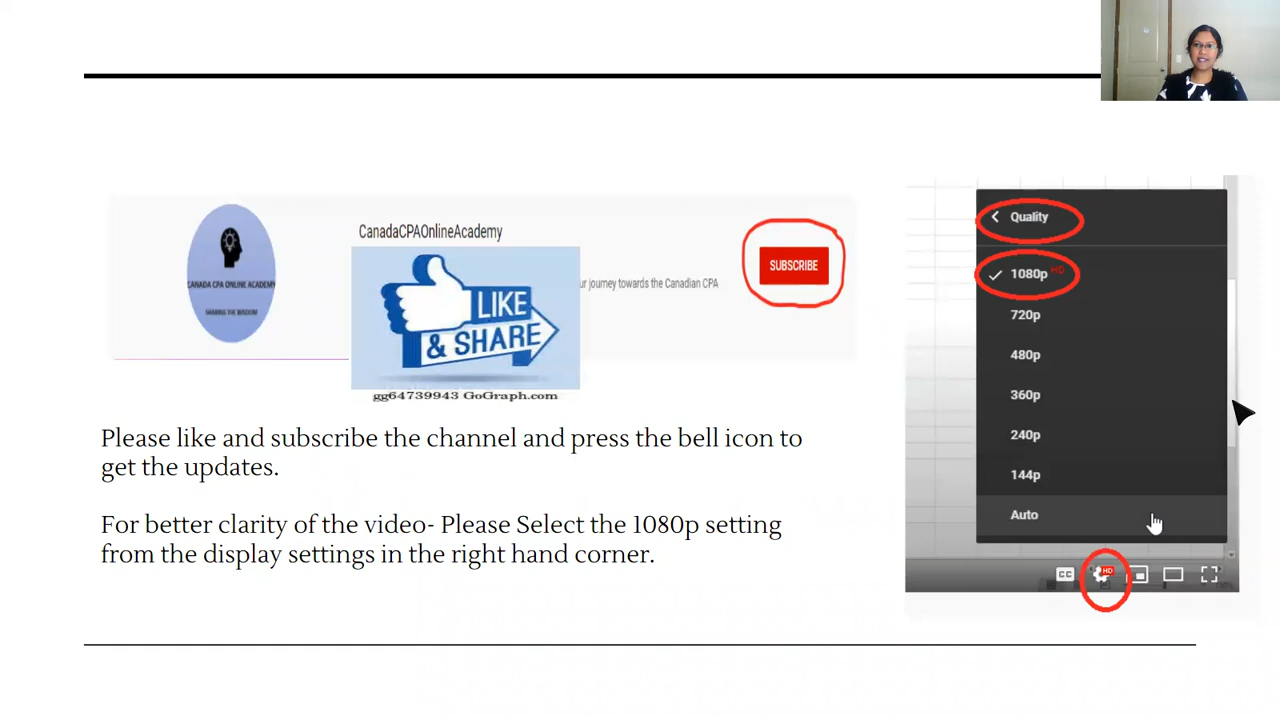 CanadaCPAOnlineAcademy
CANADA CPA ONLINE ACADEMY
SHARING THE WISDOM
LIKE
& SHARE
ur journey towards the Canadian CPA
SUBSCRIBE
gg64739943 GoGraph.com
Please like and subscribe the channel and press the bell icon to
get the updates.
For better clarity of the video- Please Select the 1080p setting
from the display settings in the right hand corner.
Quality
1080p HD
720p
480p
360p
240p
144p
Auto
CC
HD